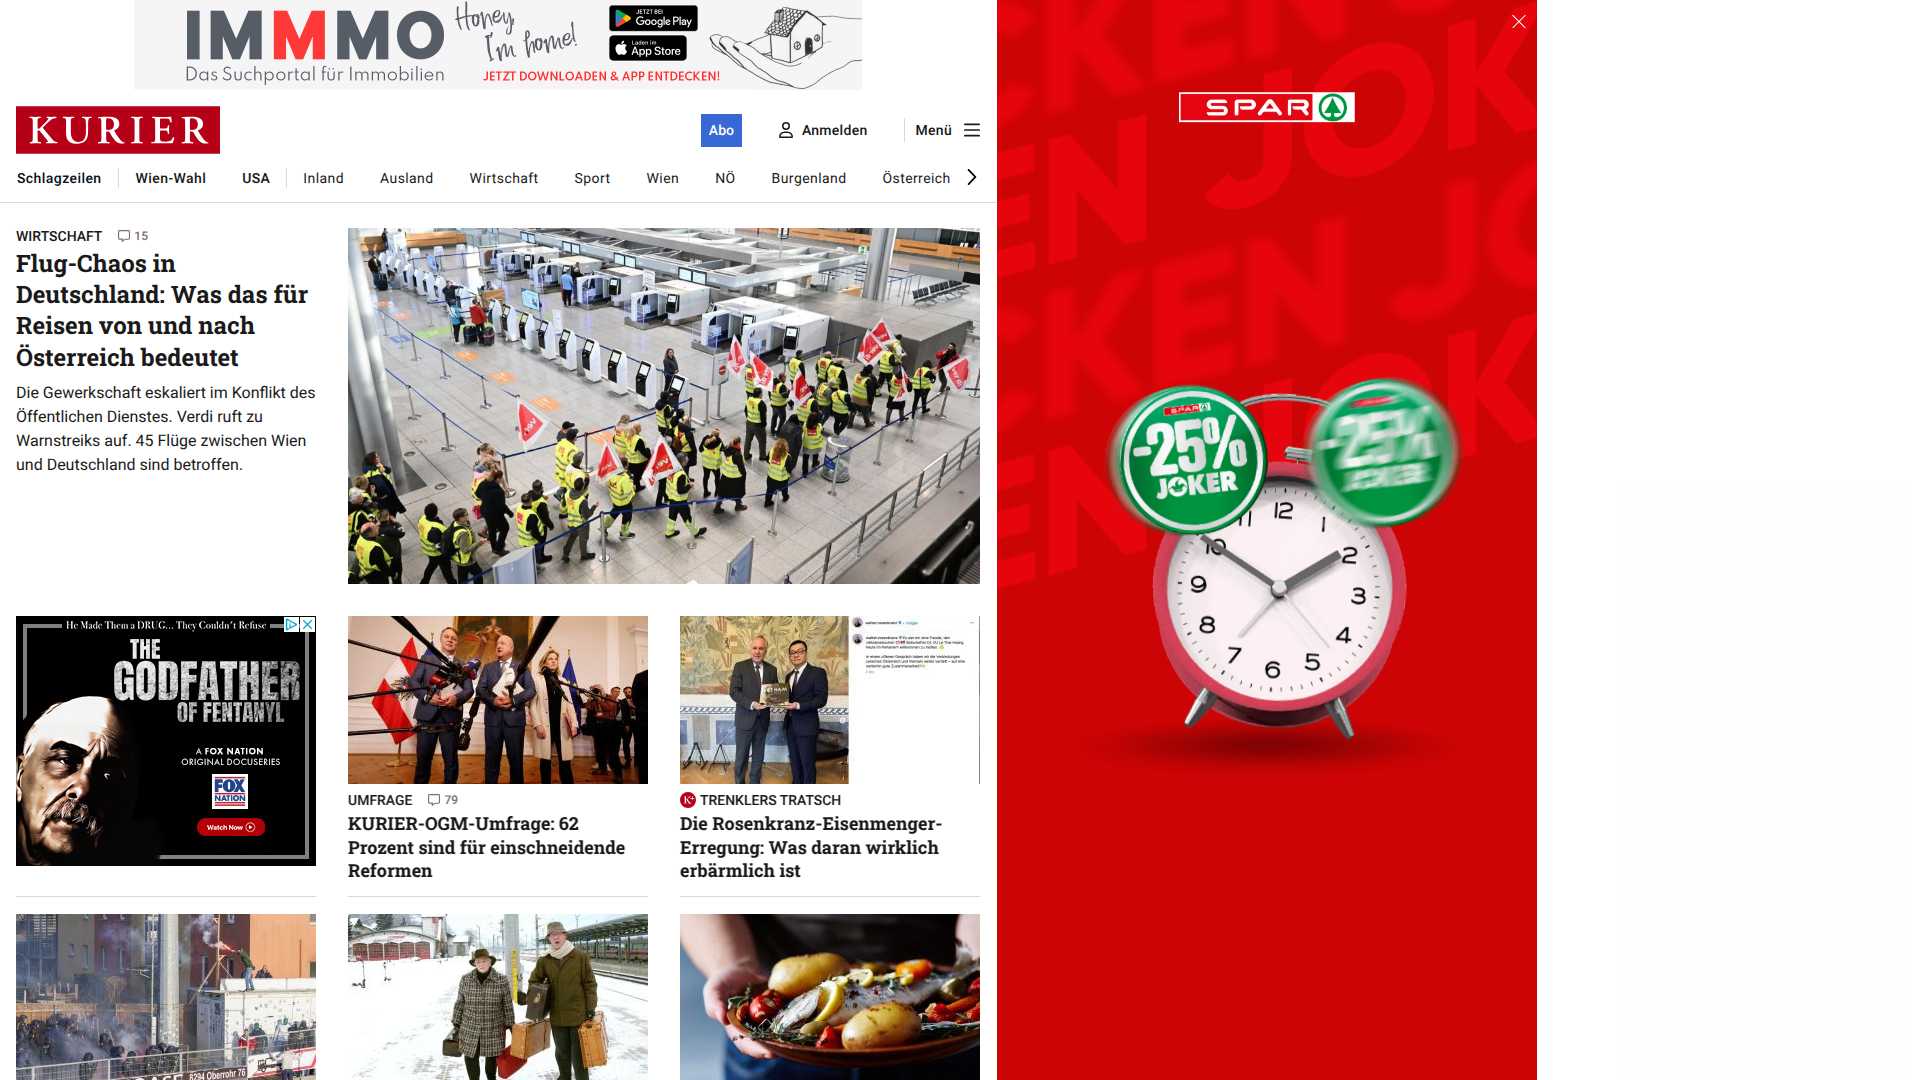 IMMMO
Das Suchportal für Immobilien
Honey,
I'm home!
JETZT BEI
Google Play
Laden im
App Store
JETZT DOWNLOADEN & APP ENTDECKEN!
KURIER
Abo
Anmelden
Menü
Schlagzeilen
Wien-Wahl
USA
Inland
Ausland
Wirtschaft
Sport
Wien
NÖ
Burgenland
Österreich
WIRTSCHAFT 15
Flug-Chaos in
Deutschland: Was das für
Reisen von und nach
Österreich bedeutet
Die Gewerkschaft eskaliert im Konflikt des
Öffentlichen Dienstes. Verdi ruft zu
Warnstreiks auf. 45 Flüge zwischen Wien
und Deutschland sind betroffen.
He Made Them a DRUG... They Couldn't Refuse
THE
GODFATHER
OF FENTANYL
A FOX NATION
ORIGINAL DOCUSERIES
FOX
NATION
Watch Now
UMFRAGE 79
KURIER-OGM-Umfrage: 62
Prozent sind für einschneidende
Reformen
K+ TRENKLERS TRATSCH
Die Rosenkranz-Eisenmenger-
Erregung: Was daran wirklich
erbärmlich ist
8294 Oberrohr 76
SPAR
SPAR
-25%
JOKER
-25%
JOKER
11 12 1
10 2
9 3
8 4
7 6 5